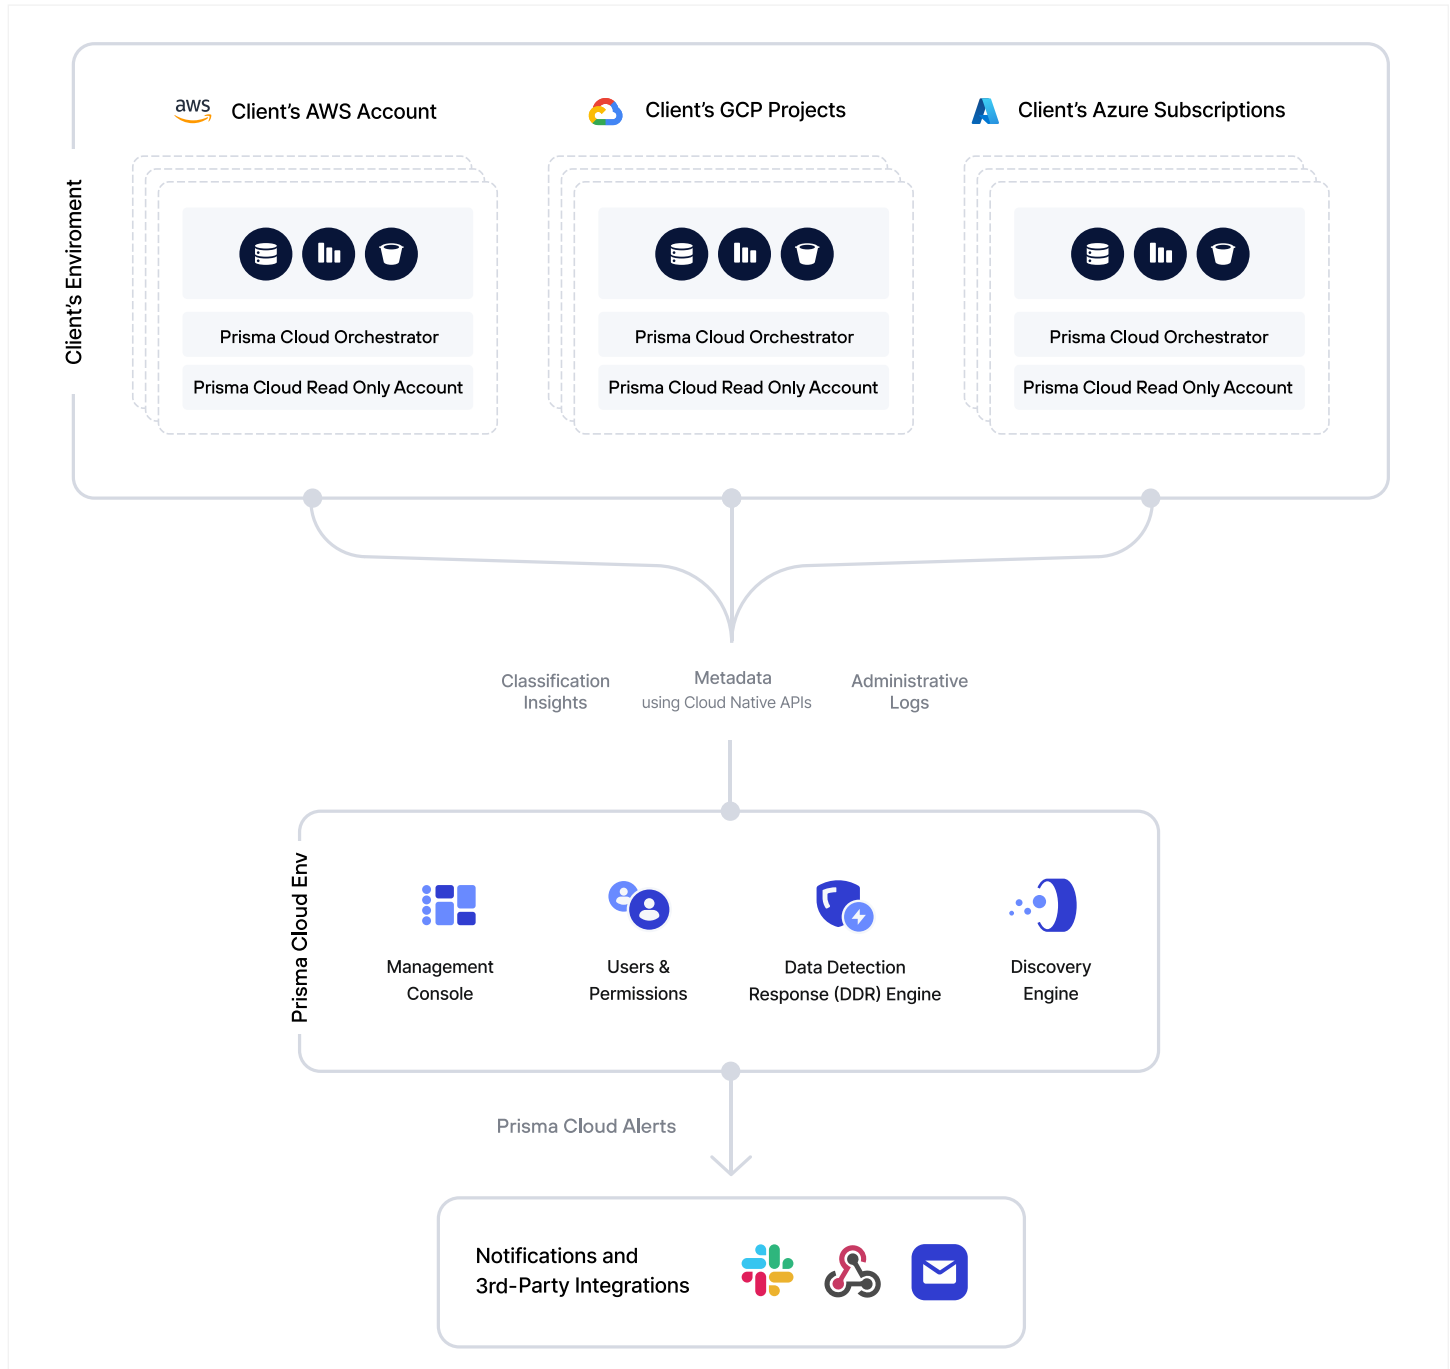 aws
Client's AWS Account
Client's GCP Projects
Client's Azure Subscriptions
Client's Enviroment
Prisma Cloud Orchestrator
Prisma Cloud Read Only Account
Prisma Cloud Orchestrator
Prisma Cloud Read Only Account
Prisma Cloud Orchestrator
Prisma Cloud Read Only Account
Classification
Insights
Metadata
using Cloud Native APIs
Administrative
Logs
Prisma Cloud Env
Management
Console
Users &
Permissions
Data Detection
Response (DDR) Engine
Discovery
Engine
Prisma Cloud Alerts
Notifications and
3rd-Party Integrations